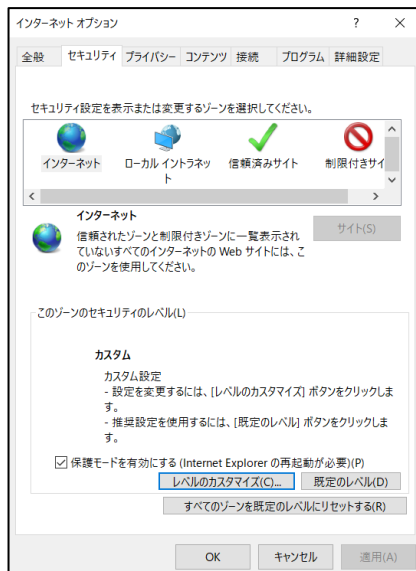 インターネット オプション
? ×
全般 セキュリティ プライバシー コンテンツ 接続 プログラム 詳細設定
セキュリティ設定を表示または変更するゾーンを選択してください。
インターネット ローカル イントラネッ 信頼済みサイト 制限付きサイ
ト
インターネット
サイト(S)
信頼されたゾーンと制限付きゾーンに一覧表示され
ていないすべてのインターネットの Web サイトには、こ
のゾーンを使用してください。
このゾーンのセキュリティのレベル(L)
カスタム
カスタム設定
- 設定を変更するには、[レベルのカスタマイズ] ボタンをクリックしま
す。
- 推奨設定を使用するには、[既定のレベル] ボタンをクリックしま
す。
保護モードを有効にする (Internet Explorer の再起動が必要)(P)
レベルのカスタマイズ(C)... 既定のレベル(D)
すべてのゾーンを既定のレベルにリセットする(R)
OK キャンセル 適用(A)